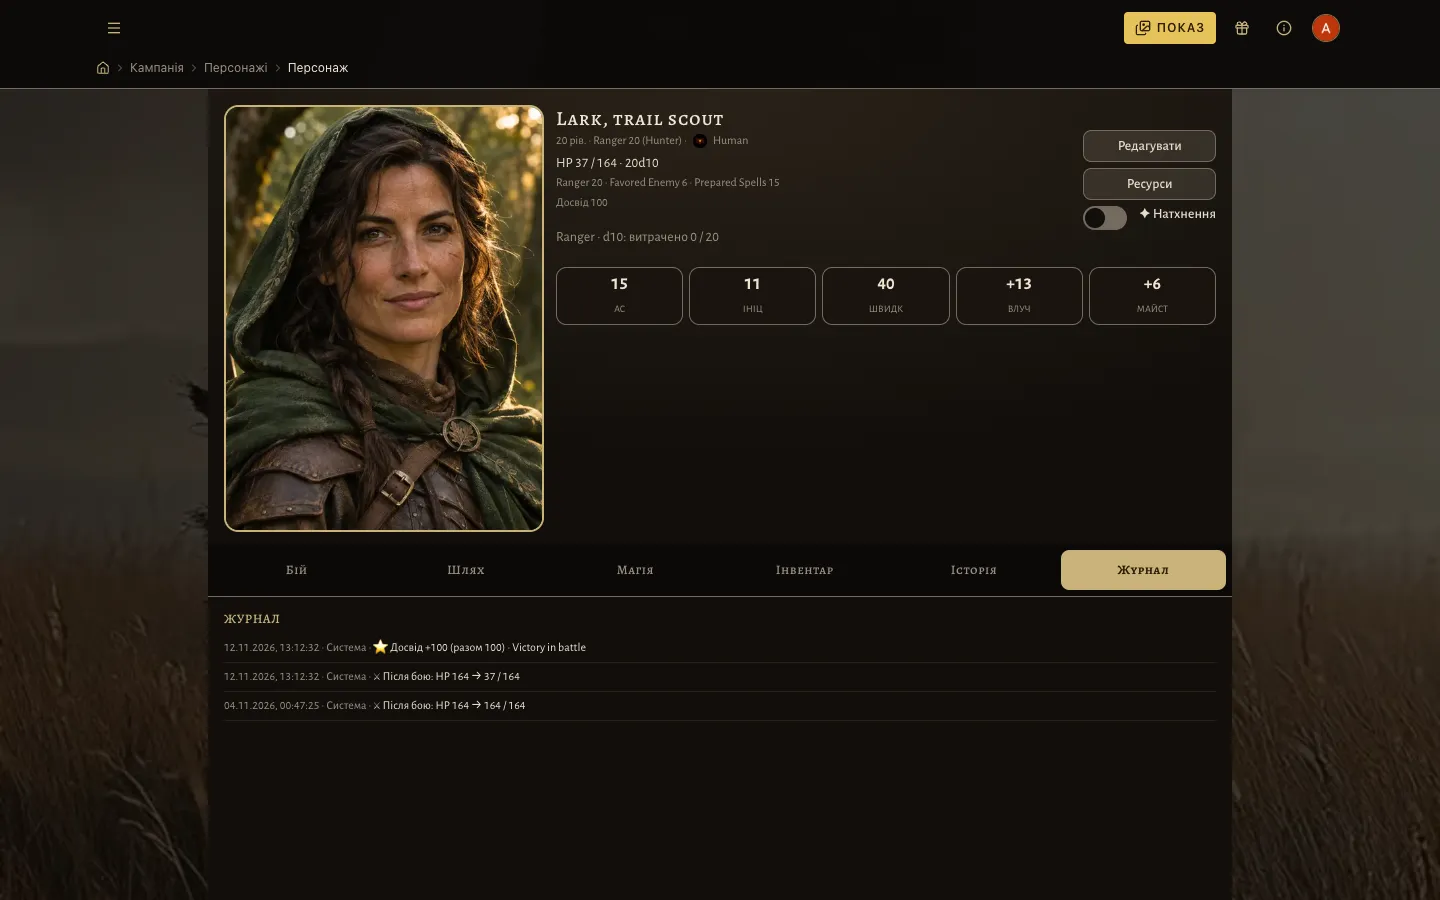 ПОКАЗ
A
Кампанія > Персонажі > Персонаж
Lark, trail scout
20 рів. · Ranger 20 (Hunter) · Human
HP 37 / 164 · 20d10
Ranger 20 · Favored Enemy 6 · Prepared Spells 15
Досвід 100
Ranger · d10: витрачено 0 / 20
Редагувати
Ресурси
✦ Натхнення
15
АС
11
ІНІЦ
40
ШВИДК
+13
ВЛУЧ
+6
МАЙСТ
Бій
Шлях
Магія
Інвентар
Історія
Журнал
ЖУРНАЛ
12.11.2026, 13:12:32 · Система · ⭐ Досвід +100 (разом 100) · Victory in battle
12.11.2026, 13:12:32 · Система · ⚔ Після бою: HP 164 → 37 / 164
04.11.2026, 00:47:25 · Система · ⚔ Після бою: HP 164 → 164 / 164